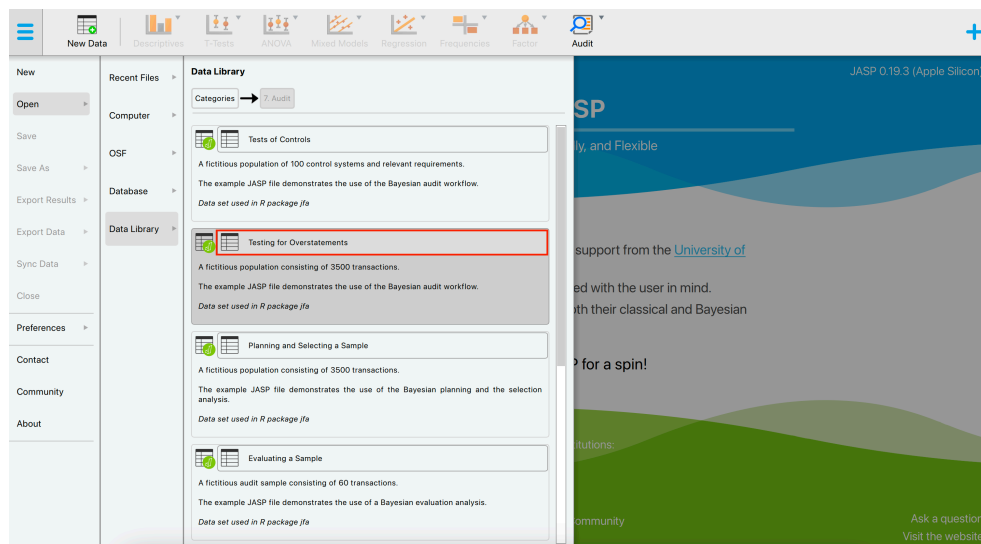 New Data
Descriptives
T-Tests
ANOVA
Mixed Models
Regression
Frequencies
Factor
Audit
New
Open
Save
Save As
Export Results
Export Data
Sync Data
Close
Preferences
Contact
Community
About
Recent Files
Computer
OSF
Database
Data Library
Data Library
Categories
7. Audit
Tests of Controls
A fictitious population of 100 control systems and relevant requirements.
The example JASP file demonstrates the use of the Bayesian audit workflow.
Data set used in R package jfa
Testing for Overstatements
A fictitious population consisting of 3500 transactions.
The example JASP file demonstrates the use of the Bayesian audit workflow.
Data set used in R package jfa
Planning and Selecting a Sample
A fictitious population consisting of 3500 transactions.
The example JASP file demonstrates the use of the Bayesian planning and the selection
analysis.
Data set used in R package jfa
Evaluating a Sample
A fictitious audit sample consisting of 60 transactions.
The example JASP file demonstrates the use of a Bayesian evaluation analysis.
Data set used in R package jfa
JASP 0.19.3 (Apple Silicon)
SP
ly, and Flexible
support from the University of
ed with the user in mind.
oth their classical and Bayesian
for a spin!
itutions:
ommunity
Ask a question
Visit the website